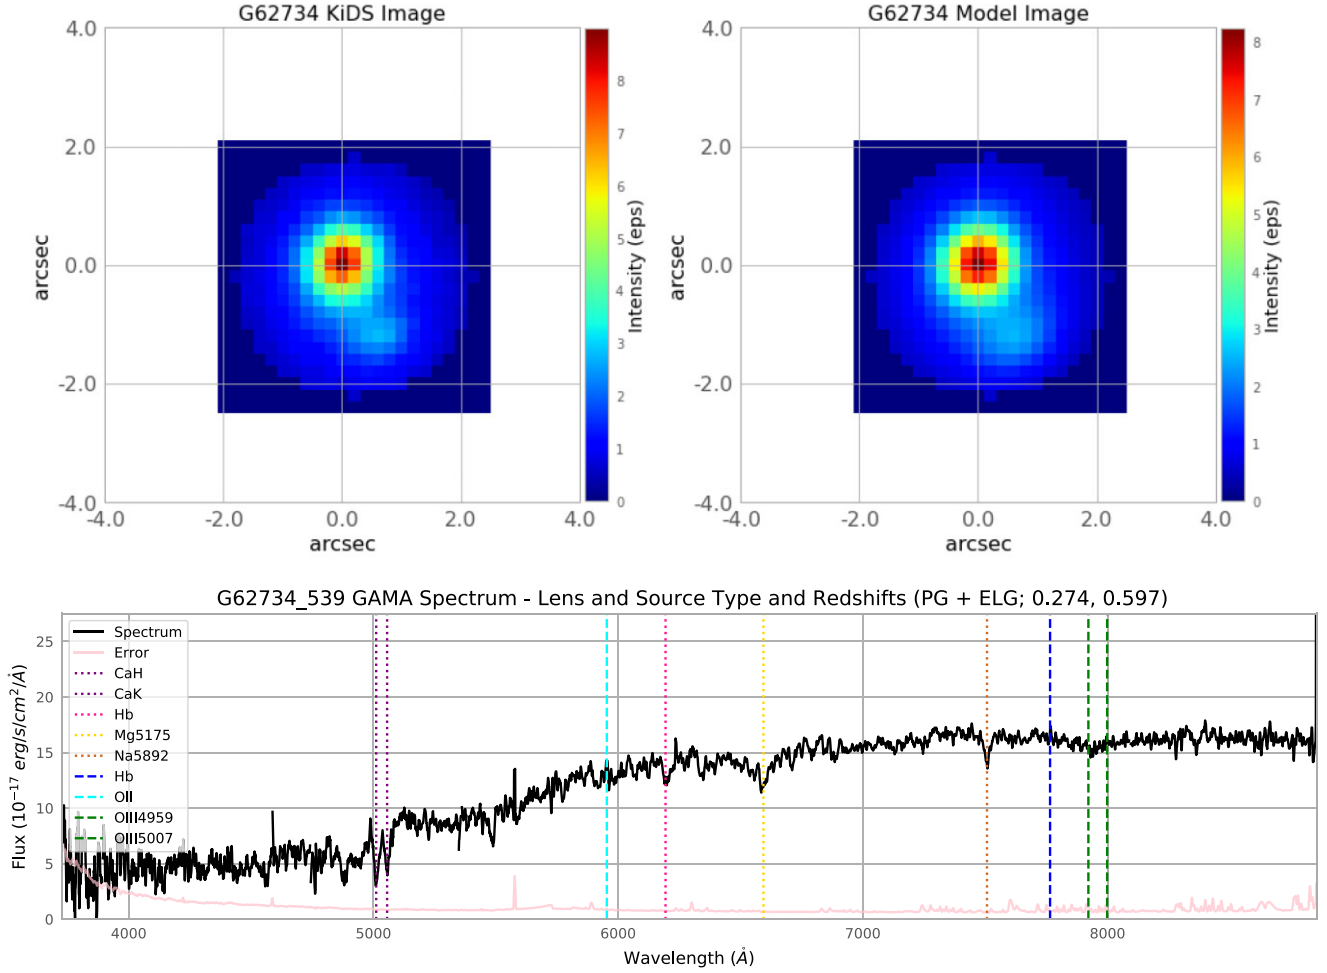 G62734 KiDS Image
4.0
2.0
0.0
-2.0
-4.0
arcsec
-4.0 -2.0 0.0 2.0 4.0
arcsec
8
7
6
5
4
3
2
1
0
Intensity (eps)
G62734 Model Image
4.0
2.0
0.0
-2.0
-4.0
arcsec
-4.0 -2.0 0.0 2.0 4.0
arcsec
8
7
6
5
4
3
2
1
0
Intensity (eps)
G62734_539 GAMA Spectrum - Lens and Source Type and Redshifts (PG + ELG; 0.274, 0.597)
Spectrum
Error
CaH
CaK
Hb
Mg5175
Na5892
Hb
OII
OIII4959
OIII5007
25
20
15
10
5
0
Flux (10⁻¹⁷ erg/s/cm²/Å)
4000 5000 6000 7000 8000
Wavelength (Å)